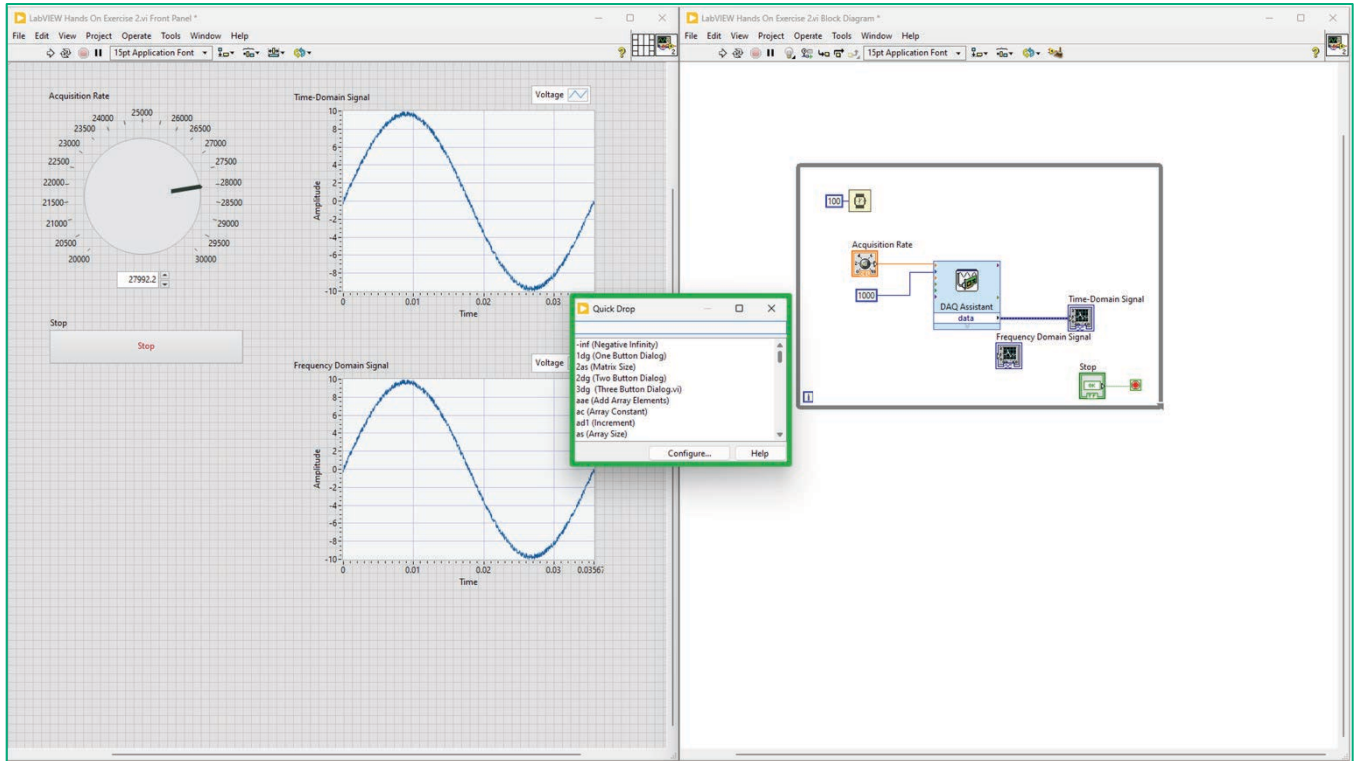 LabVIEW Hands On Exercise 2.vi Front Panel *
File Edit View Project Operate Tools Window Help
15pt Application Font
2
Acquisition Rate
20000
20500
21000
21500
22000
22500
23000
23500
24000
25000
26000
26500
27000
27500
28000
28500
29000
29500
30000
27992.2
Stop
Stop
Time-Domain Signal
Voltage
Amplitude
10
8
6
4
2
0
-2
-4
-6
-8
-10
0 0.01 0.02 0.03
Time
Frequency Domain Signal
Voltage
Amplitude
10
8
6
4
2
0
-2
-4
-6
-8
-10
0 0.01 0.02 0.03 0.03567
Time
Quick Drop
-inf (Negative Infinity)
1dg (One Button Dialog)
2as (Matrix Size)
2dg (Two Button Dialog)
3dg (Three Button Dialog.vi)
aae (Add Array Elements)
ac (Array Constant)
ad1 (Increment)
as (Array Size)
Configure... Help
LabVIEW Hands On Exercise 2.vi Block Diagram *
File Edit View Project Operate Tools Window Help
15pt Application Font
2
100
Acquisition Rate
1000
DAQ Assistant
data
Time-Domain Signal
Frequency Domain Signal
Stop
i